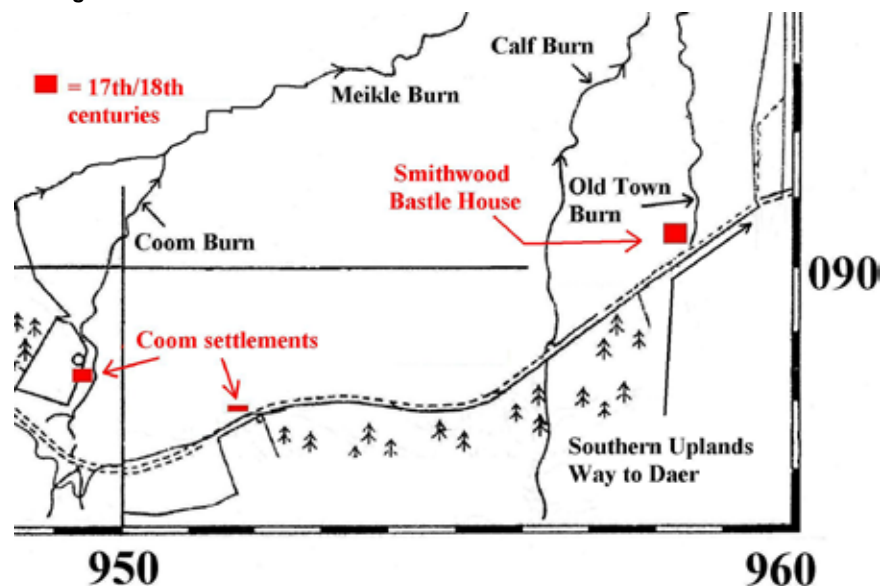 Calf Burn
= 17th/18th
centuries
Meikle Burn
Smithwood
Bastle House
Old Town
Burn
Coom Burn
090
Coom settlements
Southern Uplands
Way to Daer
950
960